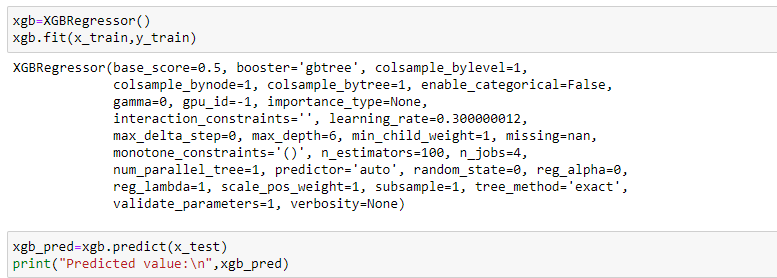 xgb=XGBRegressor()
xgb.fit(x_train,y_train)
XGBRegressor(base_score=0.5, booster='gbtree', colsample_bylevel=1,
colsample_bynode=1, colsample_bytree=1, enable_categorical=False,
gamma=0, gpu_id=-1, importance_type=None,
interaction_constraints='', learning_rate=0.300000012,
max_delta_step=0, max_depth=6, min_child_weight=1, missing=nan,
monotone_constraints='()', n_estimators=100, n_jobs=4,
num_parallel_tree=1, predictor='auto', random_state=0, reg_alpha=0,
reg_lambda=1, scale_pos_weight=1, subsample=1, tree_method='exact',
validate_parameters=1, verbosity=None)
xgb_pred=xgb.predict(x_test)
print("Predicted value:\n",xgb_pred)